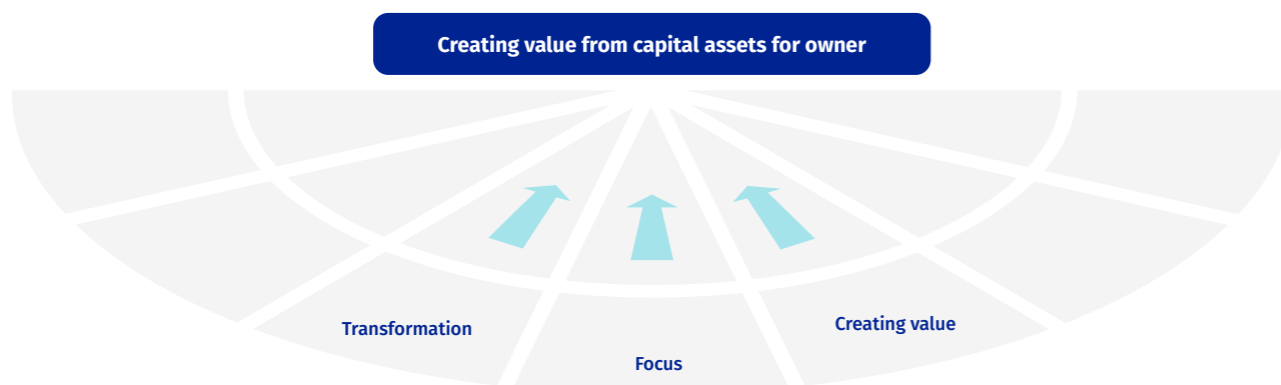 Creating value from capital assets for owner
Transformation
Focus
Creating value